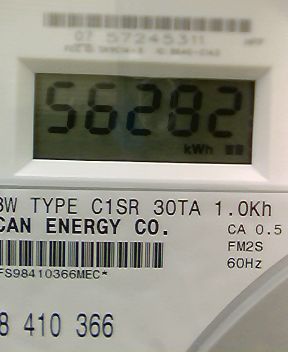 07 57245311
56282
kWh
3W TYPE C1SR 30TA 1.0Kh
CAN ENERGY CO. CA 0.5
FM2S
FS98410366MEC* 60Hz
8 410 366